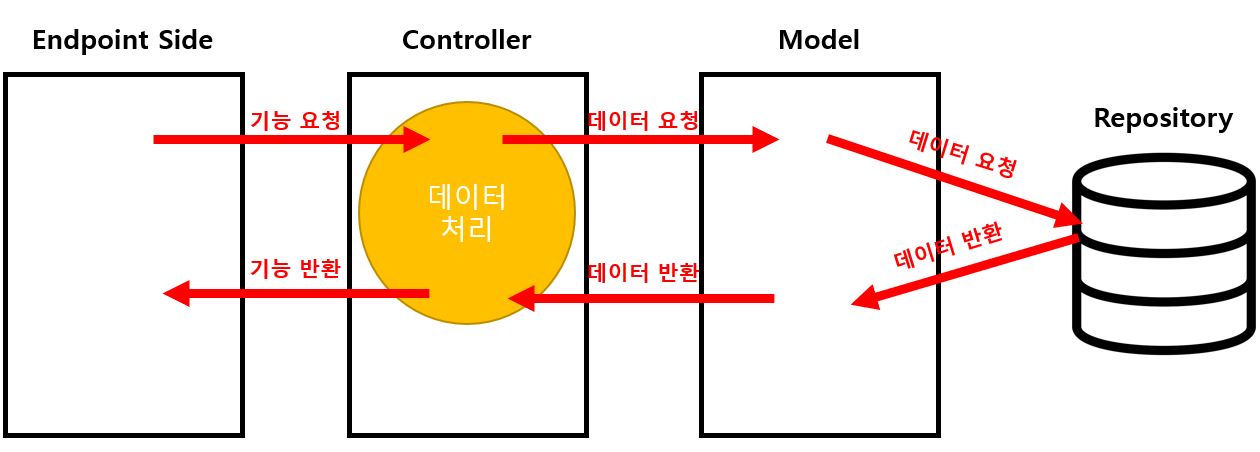 Endpoint Side
Controller
Model
Repository
기능 요청
데이터 요청
데이터 요청
데이터
처리
기능 반환
데이터 반환
데이터 반환